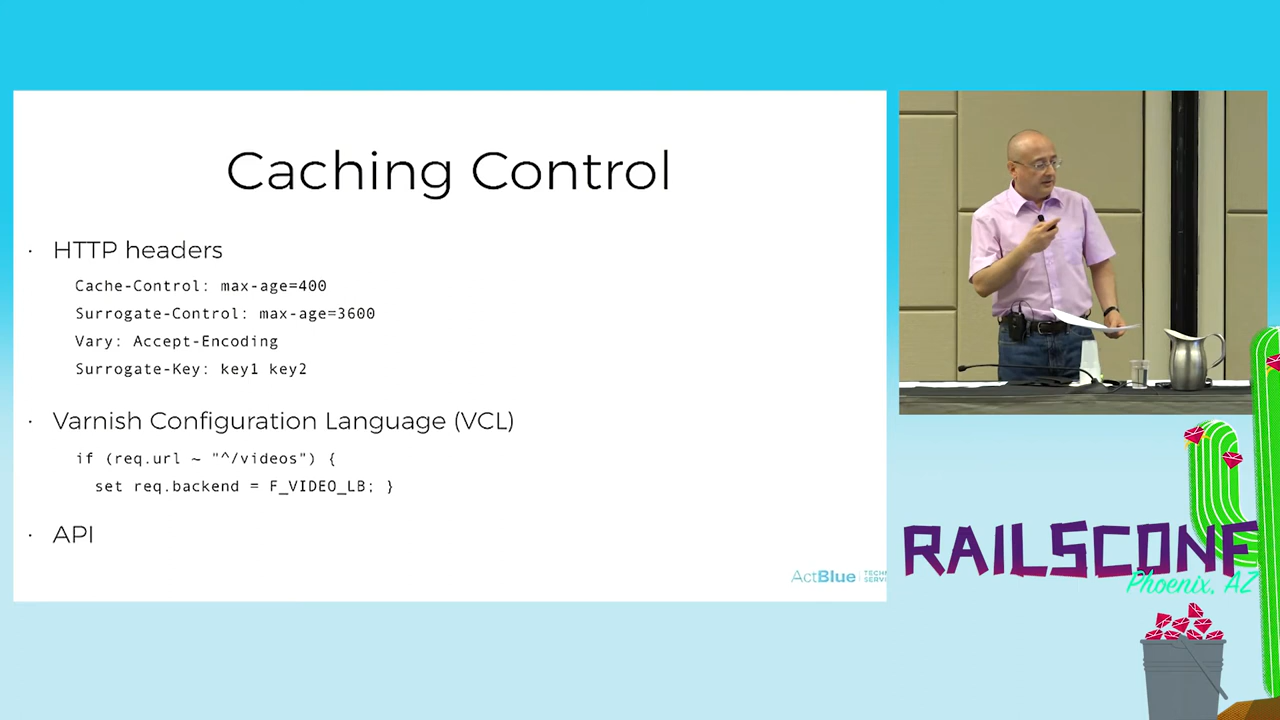 Caching Control
· HTTP headers
Cache-Control: max-age=400
Surrogate-Control: max-age=3600
Vary: Accept-Encoding
Surrogate-Key: key1 key2
· Varnish Configuration Language (VCL)
if (req.url ~ "^/videos") {
set req.backend = F_VIDEO_LB; }
· API
ActBlue
RAILSCONF
Phoenix, AZ